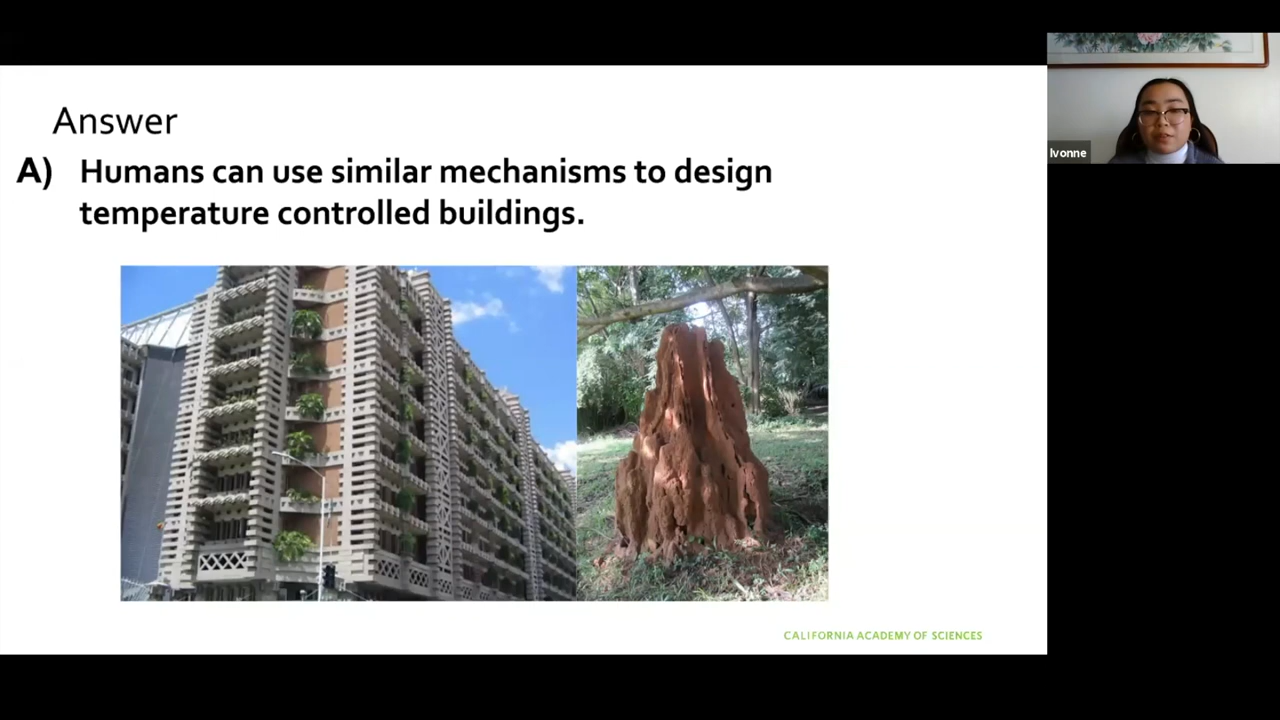 Answer
A) Humans can use similar mechanisms to design
temperature controlled buildings.
CALIFORNIA ACADEMY OF SCIENCES
Ivonne